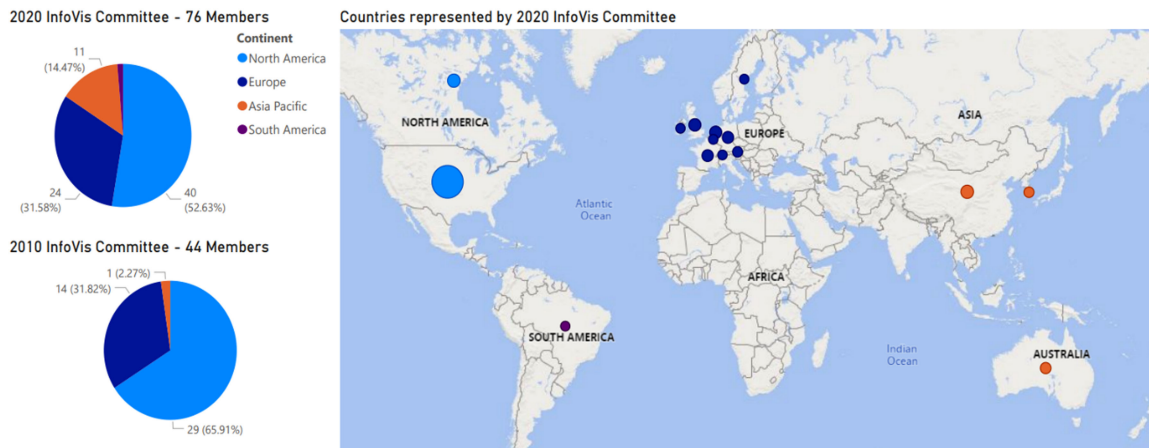 2020 InfoVis Committee - 76 Members
11
(14.47%)
24
(31.58%)
40
(52.63%)
Continent
North America
Europe
Asia Pacific
South America
2010 InfoVis Committee - 44 Members
1 (2.27%)
14 (31.82%)
29 (65.91%)
Countries represented by 2020 InfoVis Committee
NORTH AMERICA
EUROPE
ASIA
Atlantic
Ocean
AFRICA
SOUTH AMERICA
Indian
Ocean
AUSTRALIA